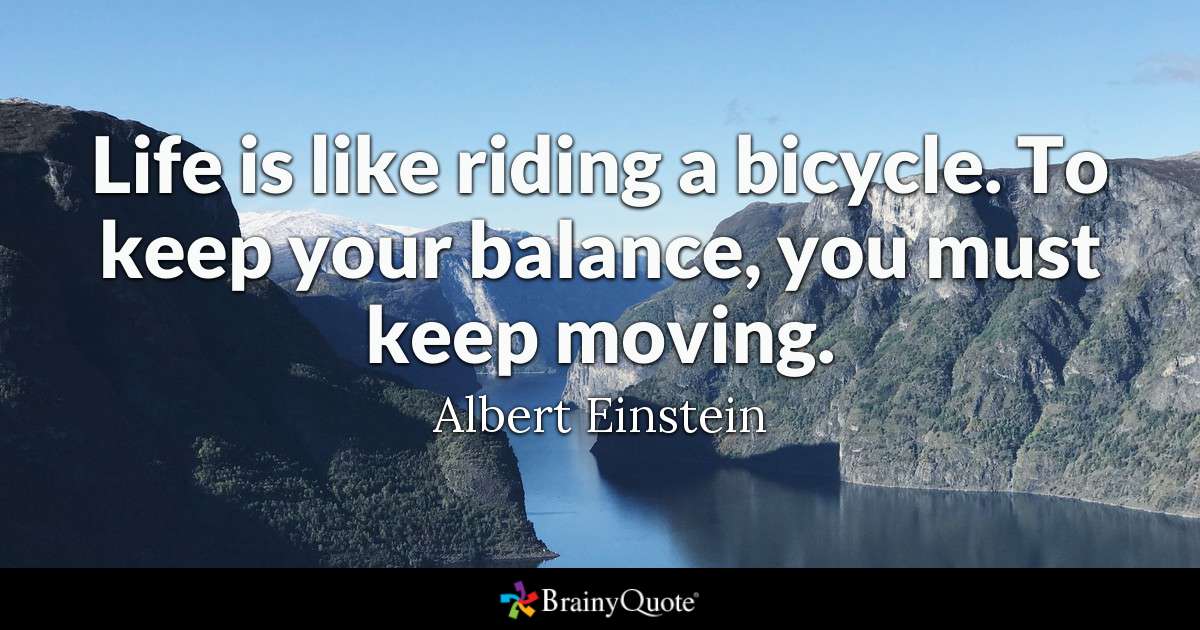 Life is like riding a bicycle. To
keep your balance, you must
keep moving.
Albert Einstein
BrainyQuote®